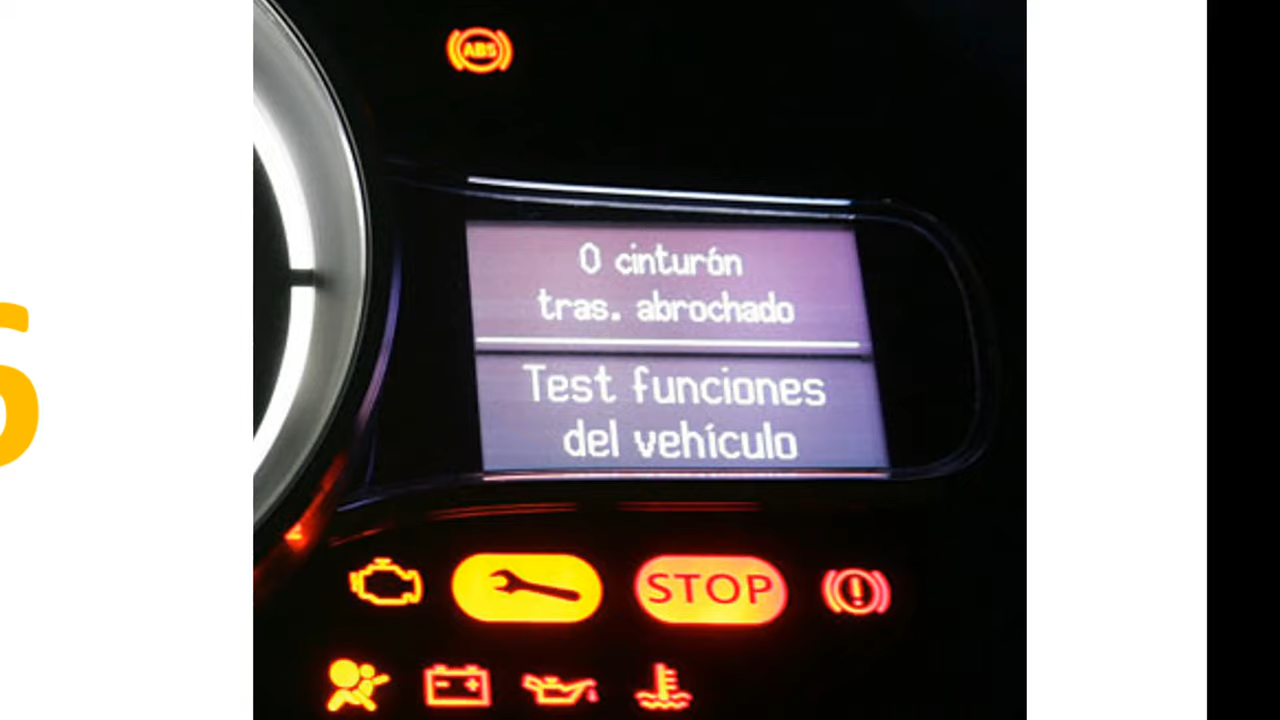 ABS
0 cinturón
tras. abrochado
Test funciones
del vehículo
STOP